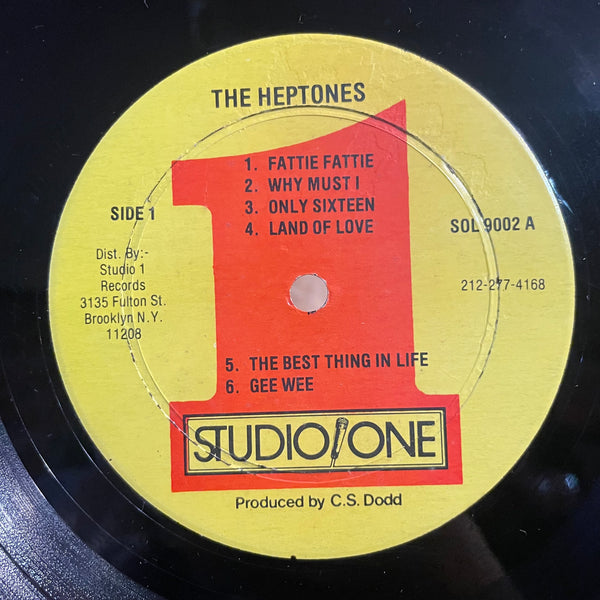 THE HEPTONES
1. FATTIE FATTIE
2. WHY MUST I
3. ONLY SIXTEEN
4. LAND OF LOVE
SIDE 1
SOL 9002 A
Dist. By:-
Studio 1
Records
3135 Fulton St.
Brooklyn N.Y.
11208
212-277-4168
5. THE BEST THING IN LIFE
6. GEE WEE
1
STUDIO ONE
Produced by C.S. Dodd